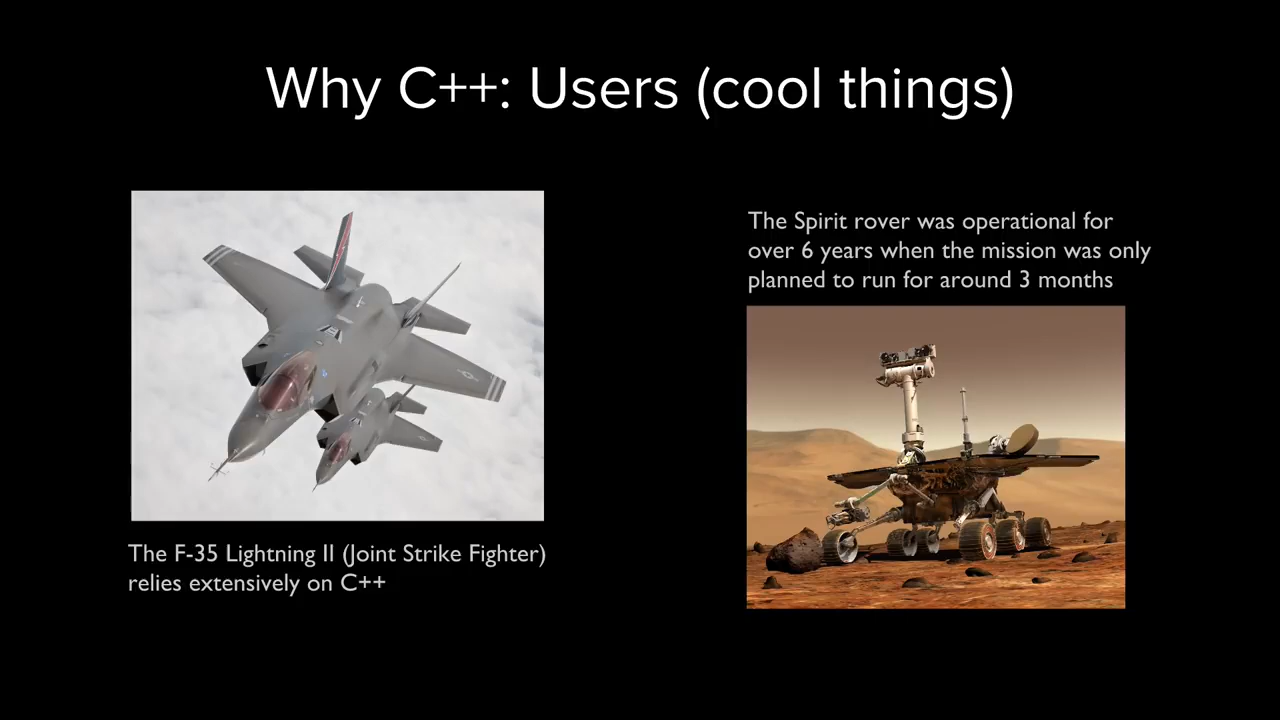 Why C++: Users (cool things)
The Spirit rover was operational for
over 6 years when the mission was only
planned to run for around 3 months
The F-35 Lightning II (Joint Strike Fighter)
relies extensively on C++